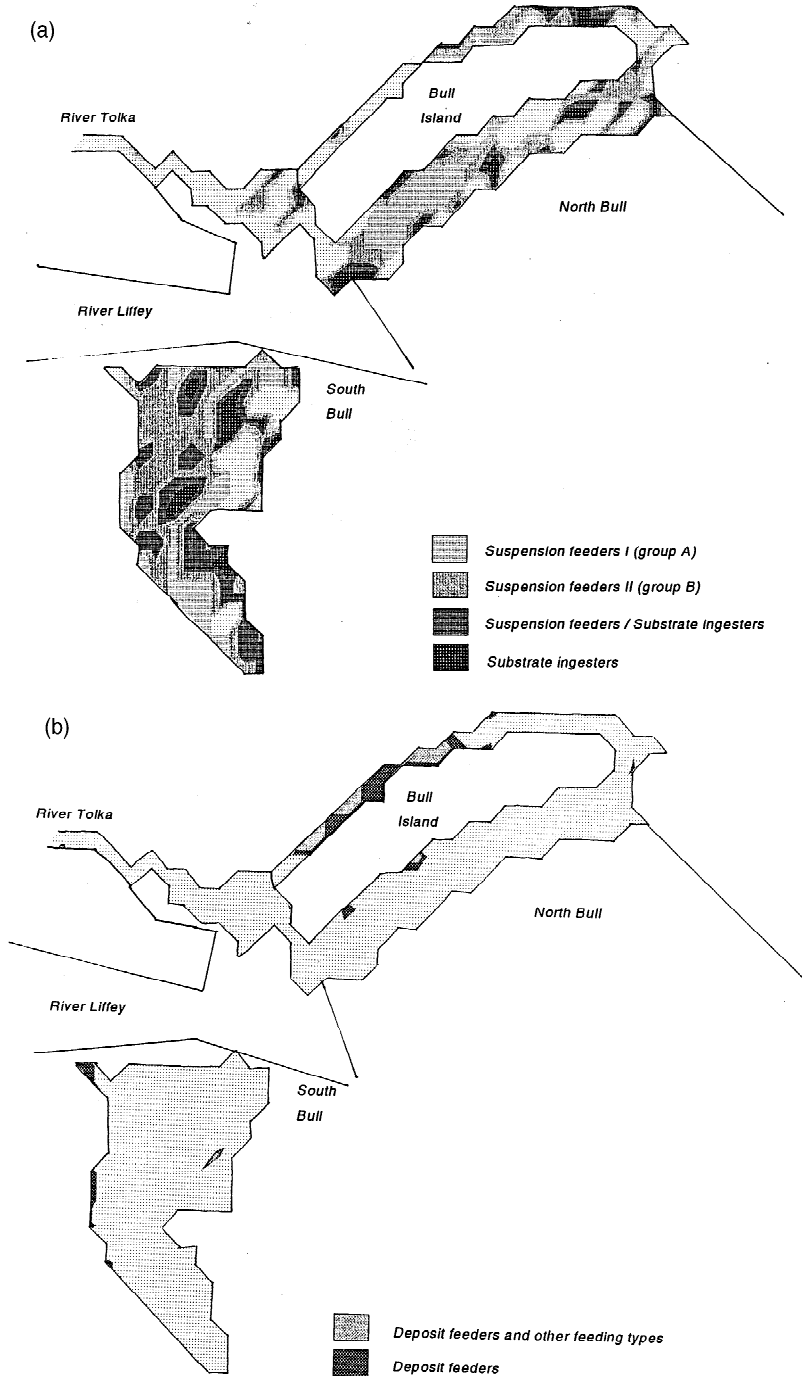 (a)
River Tolka
Bull
Island
North Bull
River Liffey
South
Bull
Suspension feeders I (group A)
Suspension feeders II (group B)
Suspension feeders / Substrate ingesters
Substrate ingesters
(b)
River Tolka
Bull
Island
North Bull
River Liffey
South
Bull
Deposit feeders and other feeding types
Deposit feeders